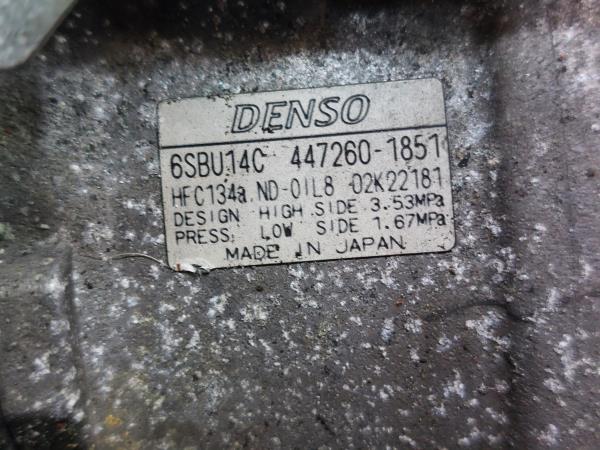 DENSO
6SBU14C 447260-1851
HFC134a ND-OIL8 02K22181
DESIGN HIGH SIDE 3.53MPa
PRESS. LOW SIDE 1.67MPa
MADE IN JAPAN